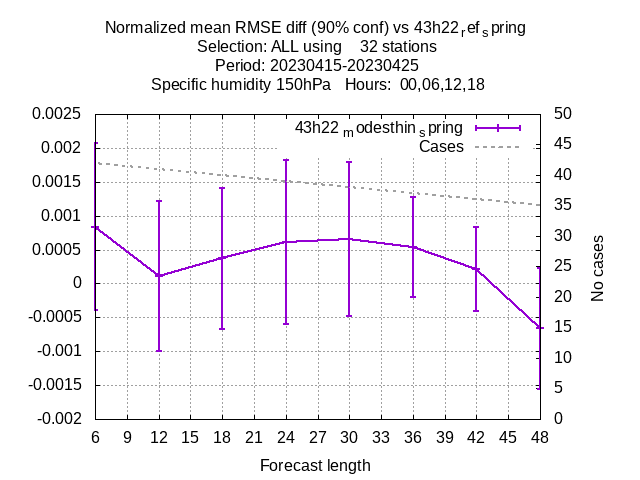 Normalized mean RMSE diff (90% conf) vs 43h22refspring
Selection: ALL using 32 stations
Period: 20230415-20230425
Specific humidity 150hPa Hours: 00,06,12,18
43h22modesthinspring
Cases
0.0025
0.002
0.0015
0.001
0.0005
0
-0.0005
-0.001
-0.0015
-0.002
50
45
40
35
30
25
20
15
10
5
0
No cases
6 9 12 15 18 21 24 27 30 33 36 39 42 45 48
Forecast length